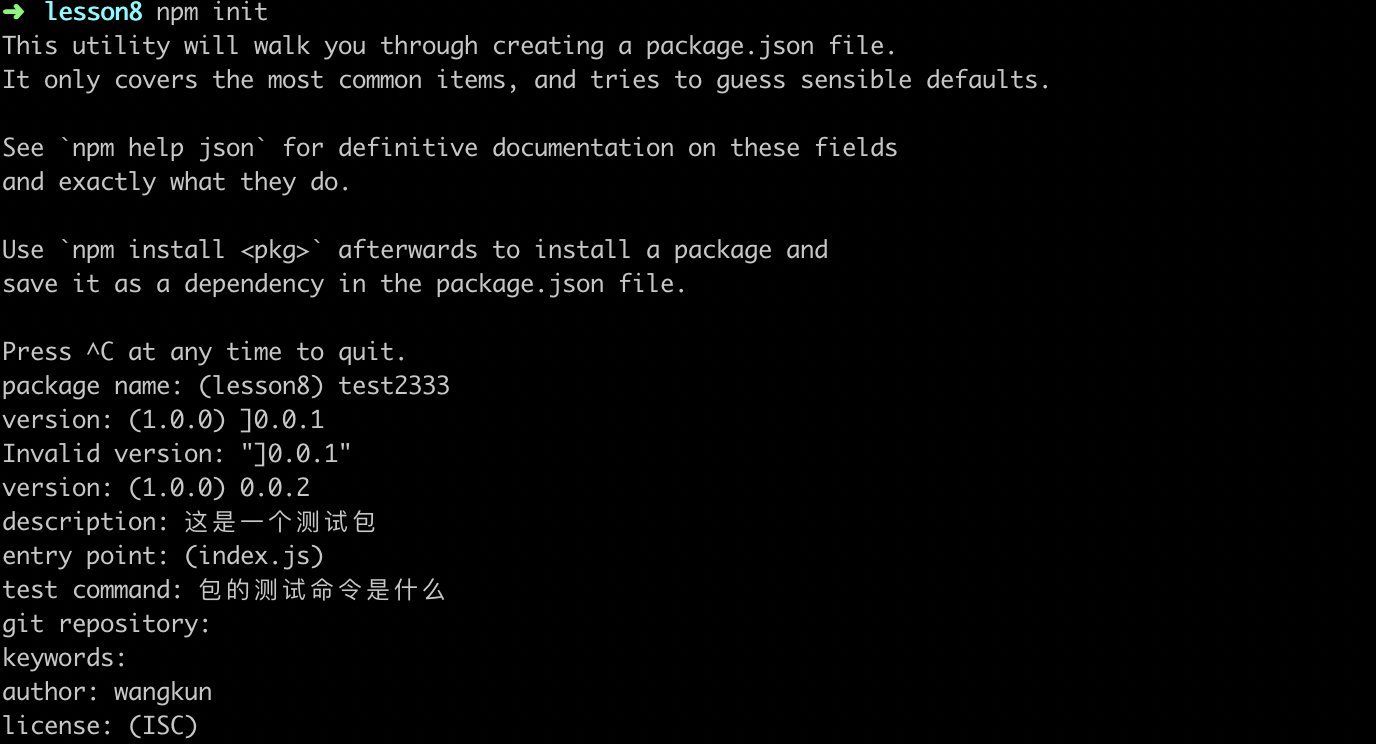 ➜ lesson8 npm init
This utility will walk you through creating a package.json file.
It only covers the most common items, and tries to guess sensible defaults.
See `npm help json` for definitive documentation on these fields
and exactly what they do.
Use `npm install <pkg>` afterwards to install a package and
save it as a dependency in the package.json file.
Press ^C at any time to quit.
package name: (lesson8) test2333
version: (1.0.0) ]0.0.1
Invalid version: "]0.0.1"
version: (1.0.0) 0.0.2
description: 这是一个测试包
entry point: (index.js)
test command: 包的测试命令是什么
git repository:
keywords:
author: wangkun
license: (ISC)